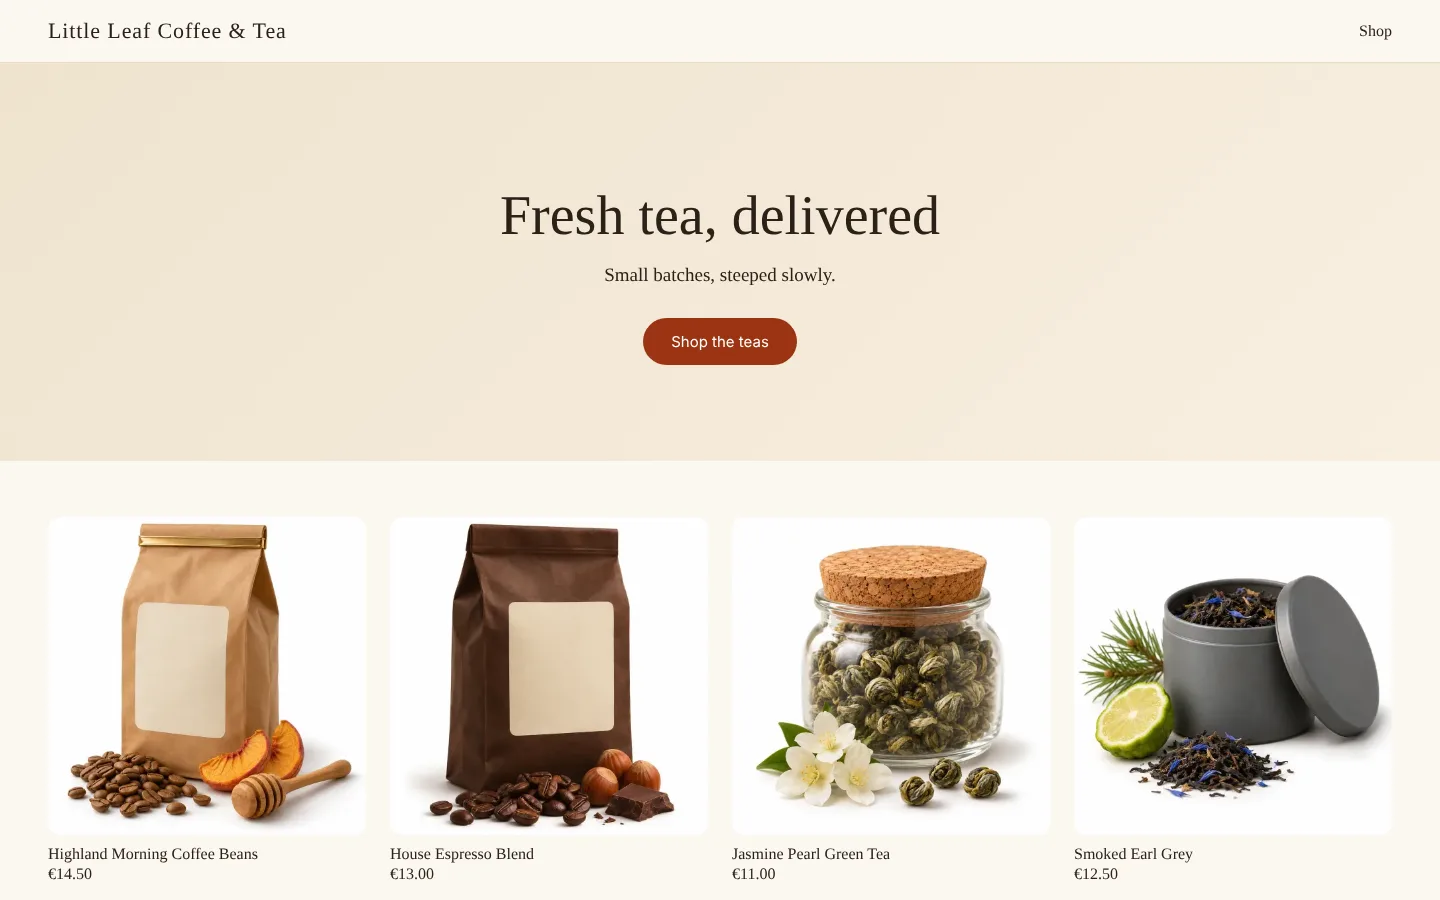 Little Leaf Coffee & Tea
Shop
Fresh tea, delivered
Small batches, steeped slowly.
Shop the teas
Highland Morning Coffee Beans
€14.50
House Espresso Blend
€13.00
Jasmine Pearl Green Tea
€11.00
Smoked Earl Grey
€12.50